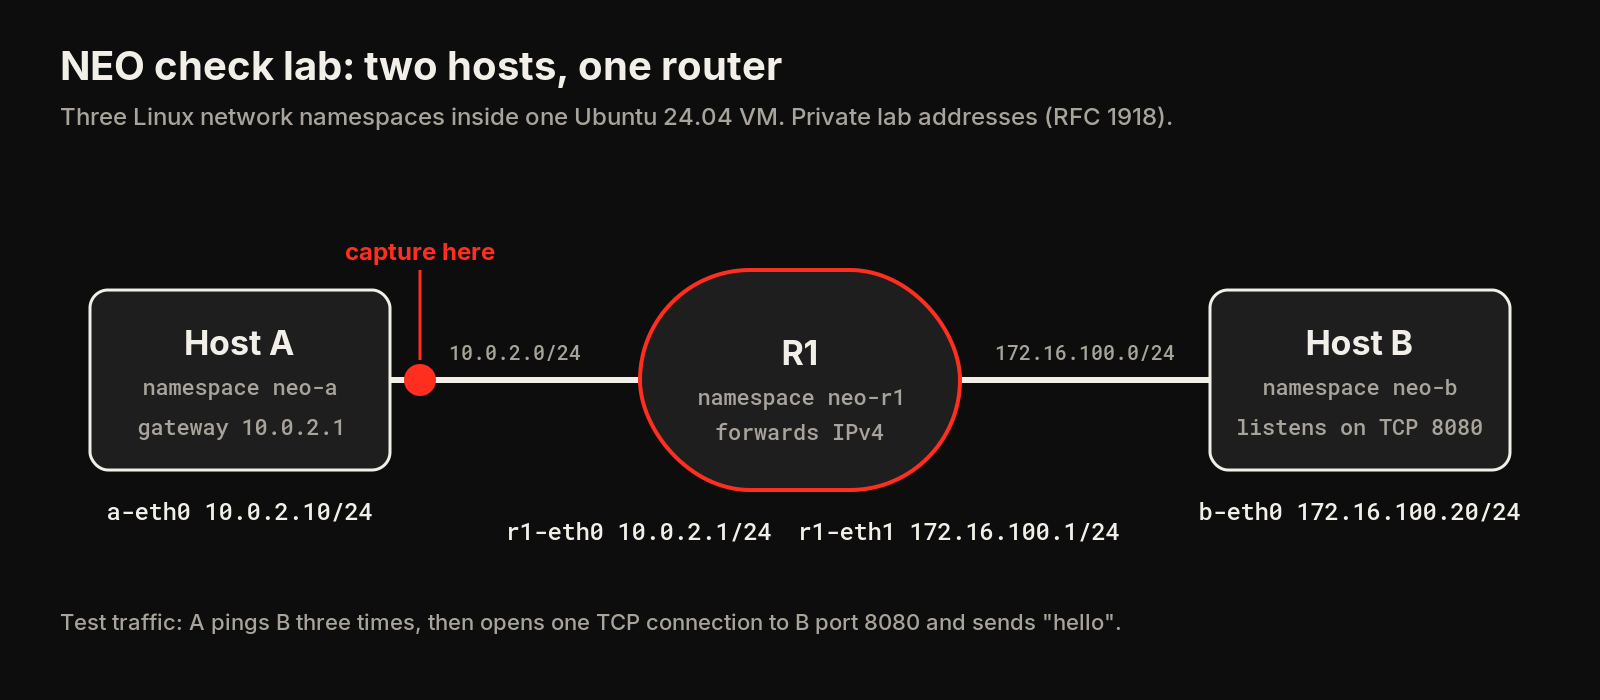 NEO check lab: two hosts, one router
Three Linux network namespaces inside one Ubuntu 24.04 VM. Private lab addresses (RFC 1918).
capture here
Host A
namespace neo-a
gateway 10.0.2.1
a-eth0 10.0.2.10/24
10.0.2.0/24
R1
namespace neo-r1
forwards IPv4
r1-eth0 10.0.2.1/24
r1-eth1 172.16.100.1/24
172.16.100.0/24
Host B
namespace neo-b
listens on TCP 8080
b-eth0 172.16.100.20/24
Test traffic: A pings B three times, then opens one TCP connection to B port 8080 and sends "hello".